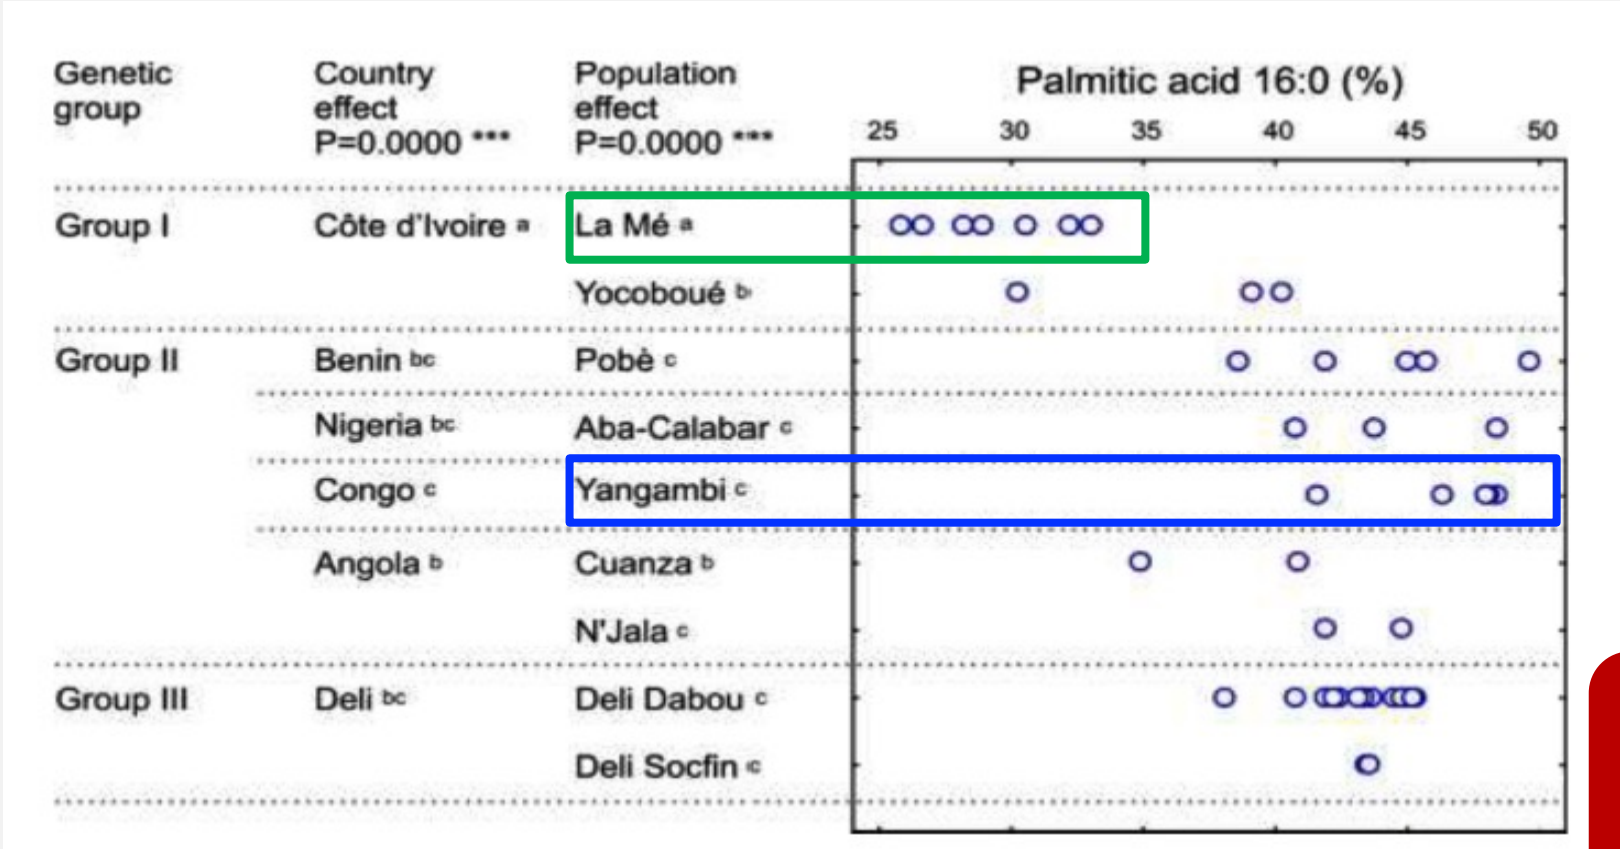 Genetic group
Country effect P=0.0000 ***
Population effect P=0.0000 ***
Palmitic acid 16:0 (%)
25 30 35 40 45 50
Group I Côte d'Ivoire a La Mé a
Yocoboué b
Group II Benin bc Pobè c
Nigeria bc Aba-Calabar c
Congo c Yangambi c
Angola b Cuanza b
N'Jala c
Group III Deli bc Deli Dabou c
Deli Socfin c